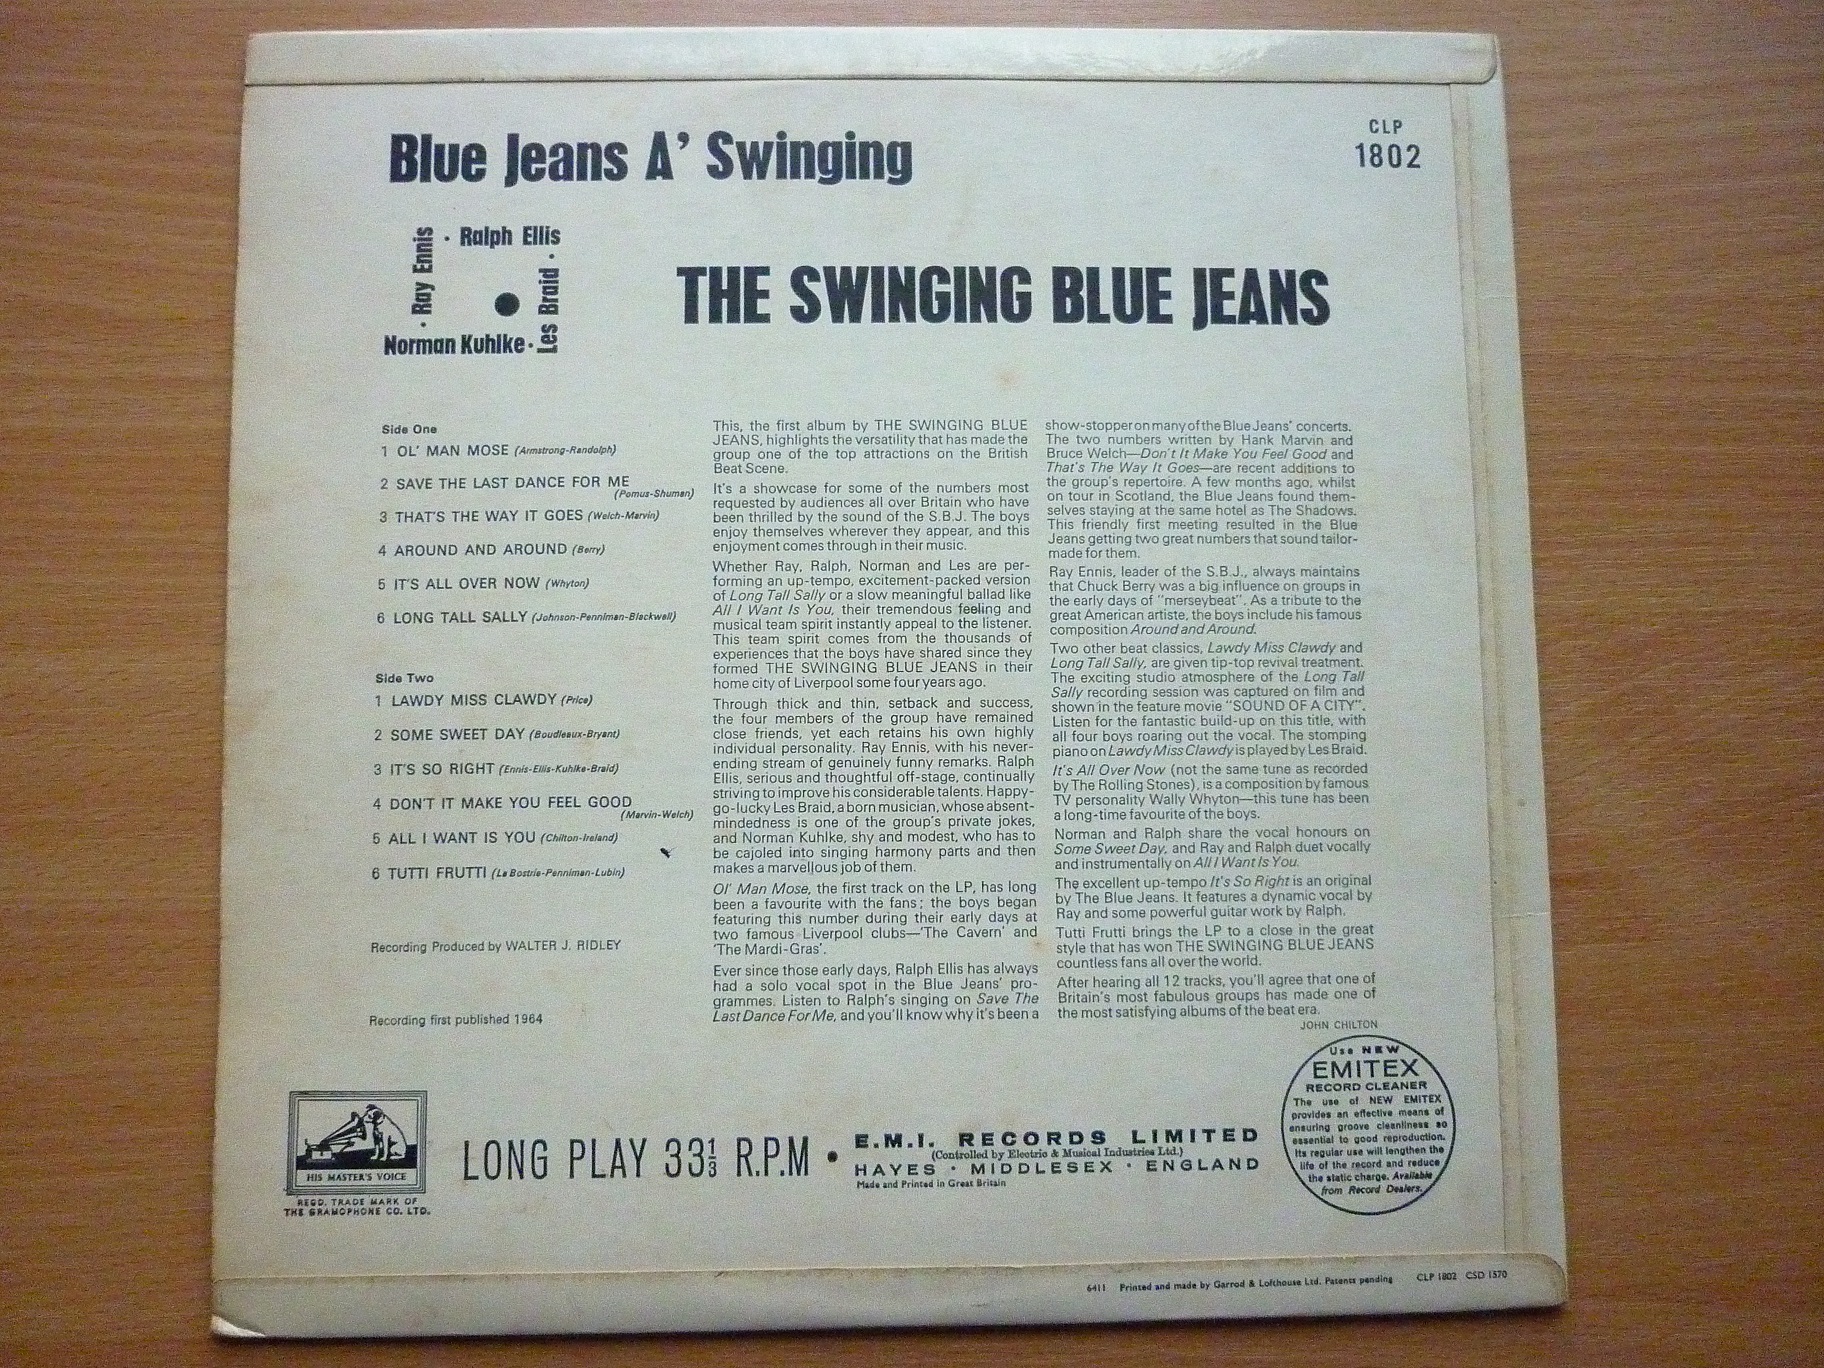 Blue Jeans A' Swinging
CLP
1802
Ray Ennis ·
· Ralph Ellis
Les Braid ·
Norman Kuhlke ·
THE SWINGING BLUE JEANS
Side One
1 OL' MAN MOSE (Armstrong-Randolph)
2 SAVE THE LAST DANCE FOR ME
(Pomus-Shuman)
3 THAT'S THE WAY IT GOES (Welch-Marvin)
4 AROUND AND AROUND (Berry)
5 IT'S ALL OVER NOW (Whyton)
6 LONG TALL SALLY (Johnson-Penniman-Blackwell)
Side Two
1 LAWDY MISS CLAWDY (Price)
2 SOME SWEET DAY (Boudleaux-Bryant)
3 IT'S SO RIGHT (Ennis-Ellis-Kuhlke-Braid)
4 DON'T IT MAKE YOU FEEL GOOD
(Marvin-Welch)
5 ALL I WANT IS YOU (Chilton-Ireland)
6 TUTTI FRUTTI (La Bostrie-Penniman-Lubin)
Recording Produced by WALTER J. RIDLEY
Recording first published 1964
This, the first album by THE SWINGING BLUE
JEANS, highlights the versatility that has made the
group one of the top attractions on the British
Beat Scene.
It's a showcase for some of the numbers most
requested by audiences all over Britain who have
been thrilled by the sound of the S.B.J. The boys
enjoy themselves wherever they appear, and this
enjoyment comes through in their music.
Whether Ray, Ralph, Norman and Les are per-
forming an up-tempo, excitement-packed version
of Long Tall Sally or a slow meaningful ballad like
All I Want Is You, their tremendous feeling and
musical team spirit instantly appeal to the listener.
This team spirit comes from the thousands of
experiences that the boys have shared since they
formed THE SWINGING BLUE JEANS in their
home city of Liverpool some four years ago.
Through thick and thin, setback and success,
the four members of the group have remained
close friends, yet each retains his own highly
individual personality. Ray Ennis, with his never-
ending stream of genuinely funny remarks. Ralph
Ellis, serious and thoughtful off-stage, continually
striving to improve his considerable talents. Happy-
go-lucky Les Braid, a born musician, whose absent-
mindedness is one of the group's private jokes,
and Norman Kuhlke, shy and modest, who has to
be cajoled into singing harmony parts and then
makes a marvellous job of them.
Ol' Man Mose, the first track on the LP, has long
been a favourite with the fans; the boys began
featuring this number during their early days at
two famous Liverpool clubs—'The Cavern' and
'The Mardi-Gras'.
Ever since those early days, Ralph Ellis has always
had a solo vocal spot in the Blue Jeans' pro-
grammes. Listen to Ralph's singing on Save The
Last Dance For Me, and you'll know why it's been a
show-stopper on many of the Blue Jeans' concerts.
The two numbers written by Hank Marvin and
Bruce Welch—Don't It Make You Feel Good and
That's The Way It Goes—are recent additions to
the group's repertoire. A few months ago, whilst
on tour in Scotland, the Blue Jeans found them-
selves staying at the same hotel as The Shadows.
This friendly first meeting resulted in the Blue
Jeans getting two great numbers that sound tailor-
made for them.
Ray Ennis, leader of the S.B.J., always maintains
that Chuck Berry was a big influence on groups in
the early days of "merseybeat". As a tribute to the
great American artiste, the boys include his famous
composition Around and Around.
Two other beat classics, Lawdy Miss Clawdy and
Long Tall Sally, are given tip-top revival treatment.
The exciting studio atmosphere of the Long Tall
Sally recording session was captured on film and
shown in the feature movie "SOUND OF A CITY".
Listen for the fantastic build-up on this title, with
all four boys roaring out the vocal. The stomping
piano on Lawdy Miss Clawdy is played by Les Braid.
It's All Over Now (not the same tune as recorded
by The Rolling Stones), is a composition by famous
TV personality Wally Whyton—this tune has been
a long-time favourite of the boys.
Norman and Ralph share the vocal honours on
Some Sweet Day, and Ray and Ralph duet vocally
and instrumentally on All I Want Is You.
The excellent up-tempo It's So Right is an original
by The Blue Jeans. It features a dynamic vocal by
Ray and some powerful guitar work by Ralph.
Tutti Frutti brings the LP to a close in the great
style that has won THE SWINGING BLUE JEANS
countless fans all over the world.
After hearing all 12 tracks, you'll agree that one of
Britain's most fabulous groups has made one of
the most satisfying albums of the beat era.
JOHN CHILTON
HIS MASTER'S VOICE
REGD. TRADE MARK OF
THE GRAMOPHONE CO. LTD.
LONG PLAY 33⅓ R.P.M •
E.M.I. RECORDS LIMITED
(Controlled by Electric & Musical Industries Ltd.)
HAYES · MIDDLESEX · ENGLAND
Made and Printed in Great Britain
Use NEW
EMITEX
RECORD CLEANER
The use of NEW EMITEX
provides an effective means of
ensuring groove cleanliness so
essential to good reproduction.
Its regular use will lengthen the
life of the record and reduce
the static charge. Available
from Record Dealers.
6411 Printed and made by Garrod & Lofthouse Ltd. Patents pending CLP 1802 CSD 1570